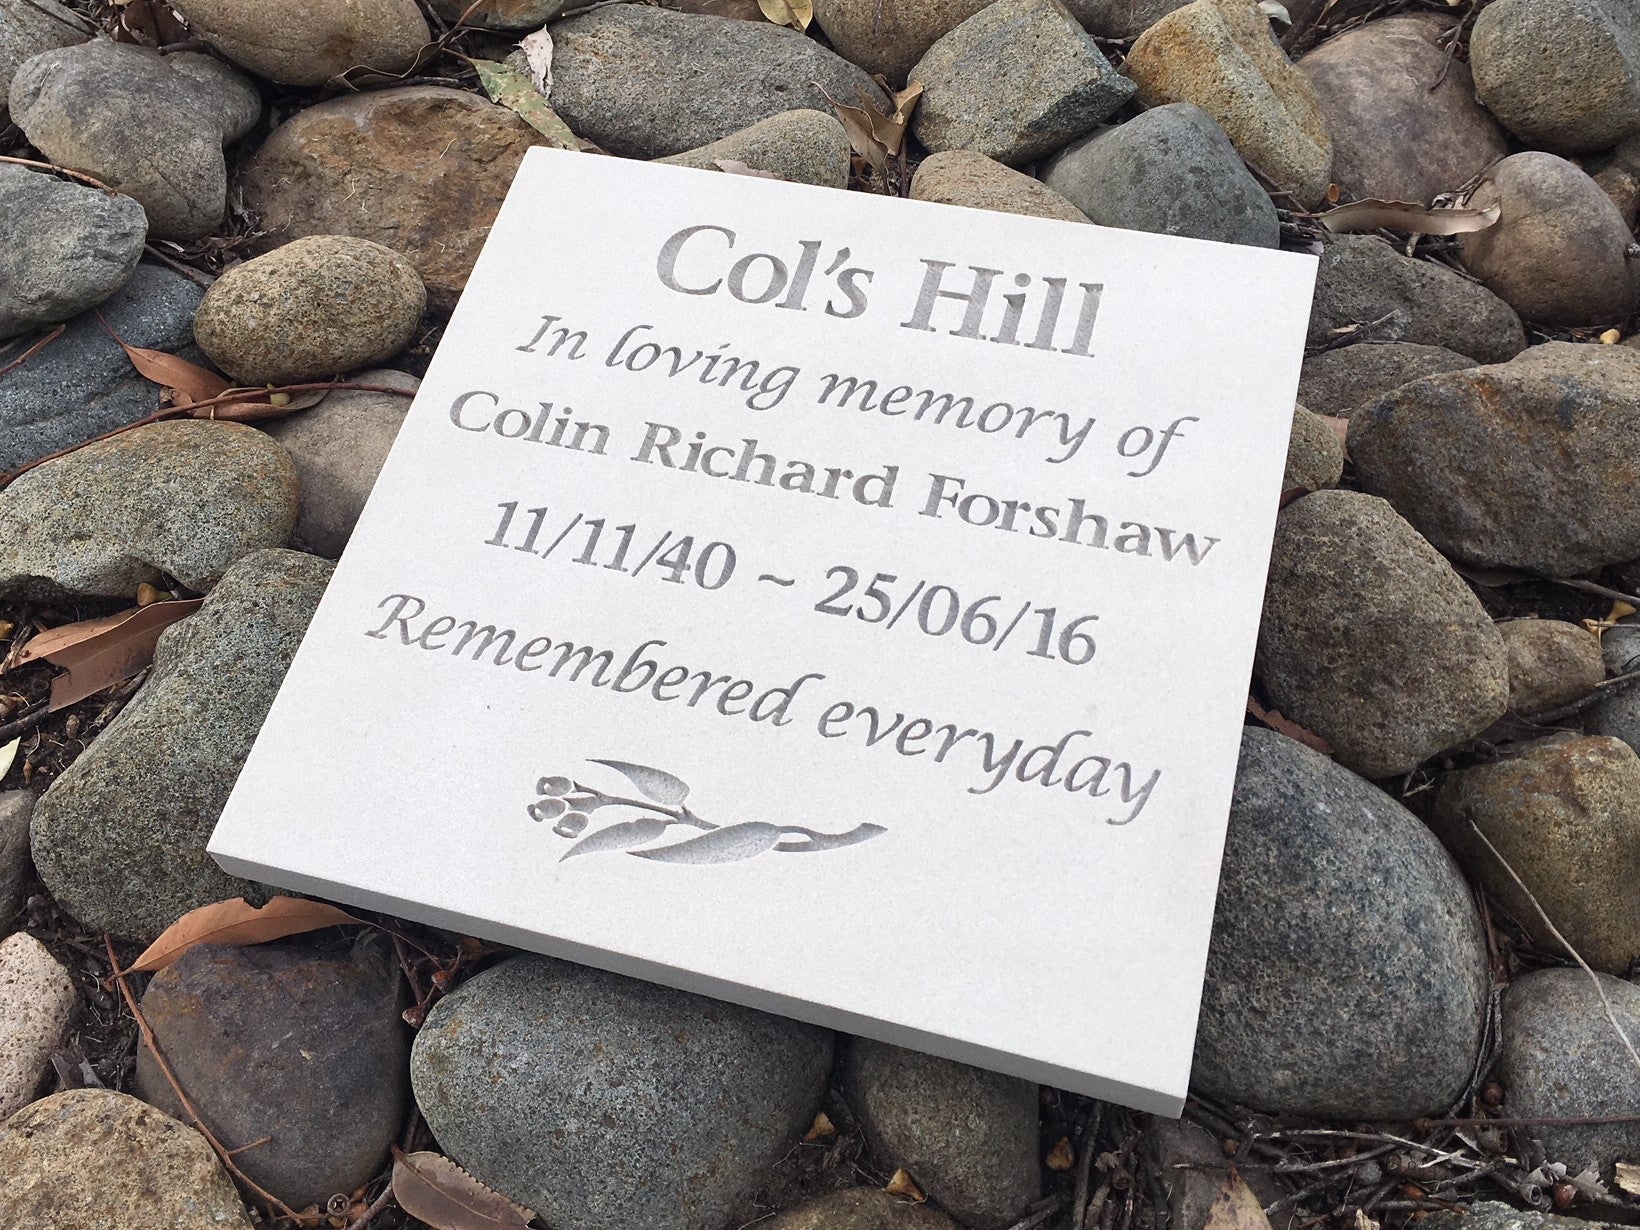 Col's Hill
In loving memory of
Colin Richard Forshaw
11/11/40 ~ 25/06/16
Remembered everyday